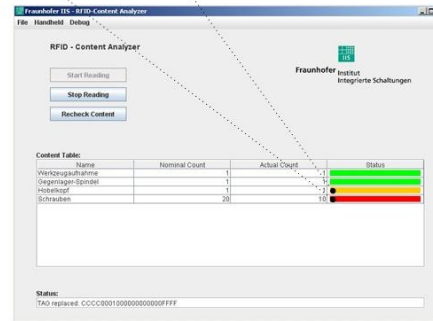 Fraunhofer IIS - RFID-Content Analyzer
File Handheld Debug
RFID - Content Analyzer
IIS
Fraunhofer Institut
Integrierte Schaltungen
Start Reading
Stop Reading
Recheck Content
Content Table:
Name Nominal Count Actual Count Status
Werkzeugaufnahme 1 1
Gegenlager-Spindel 1 1
Hobelkopf 1 1
Schrauben 20 10
Status:
TAG replaced: CCCC0001000000000000FFFF